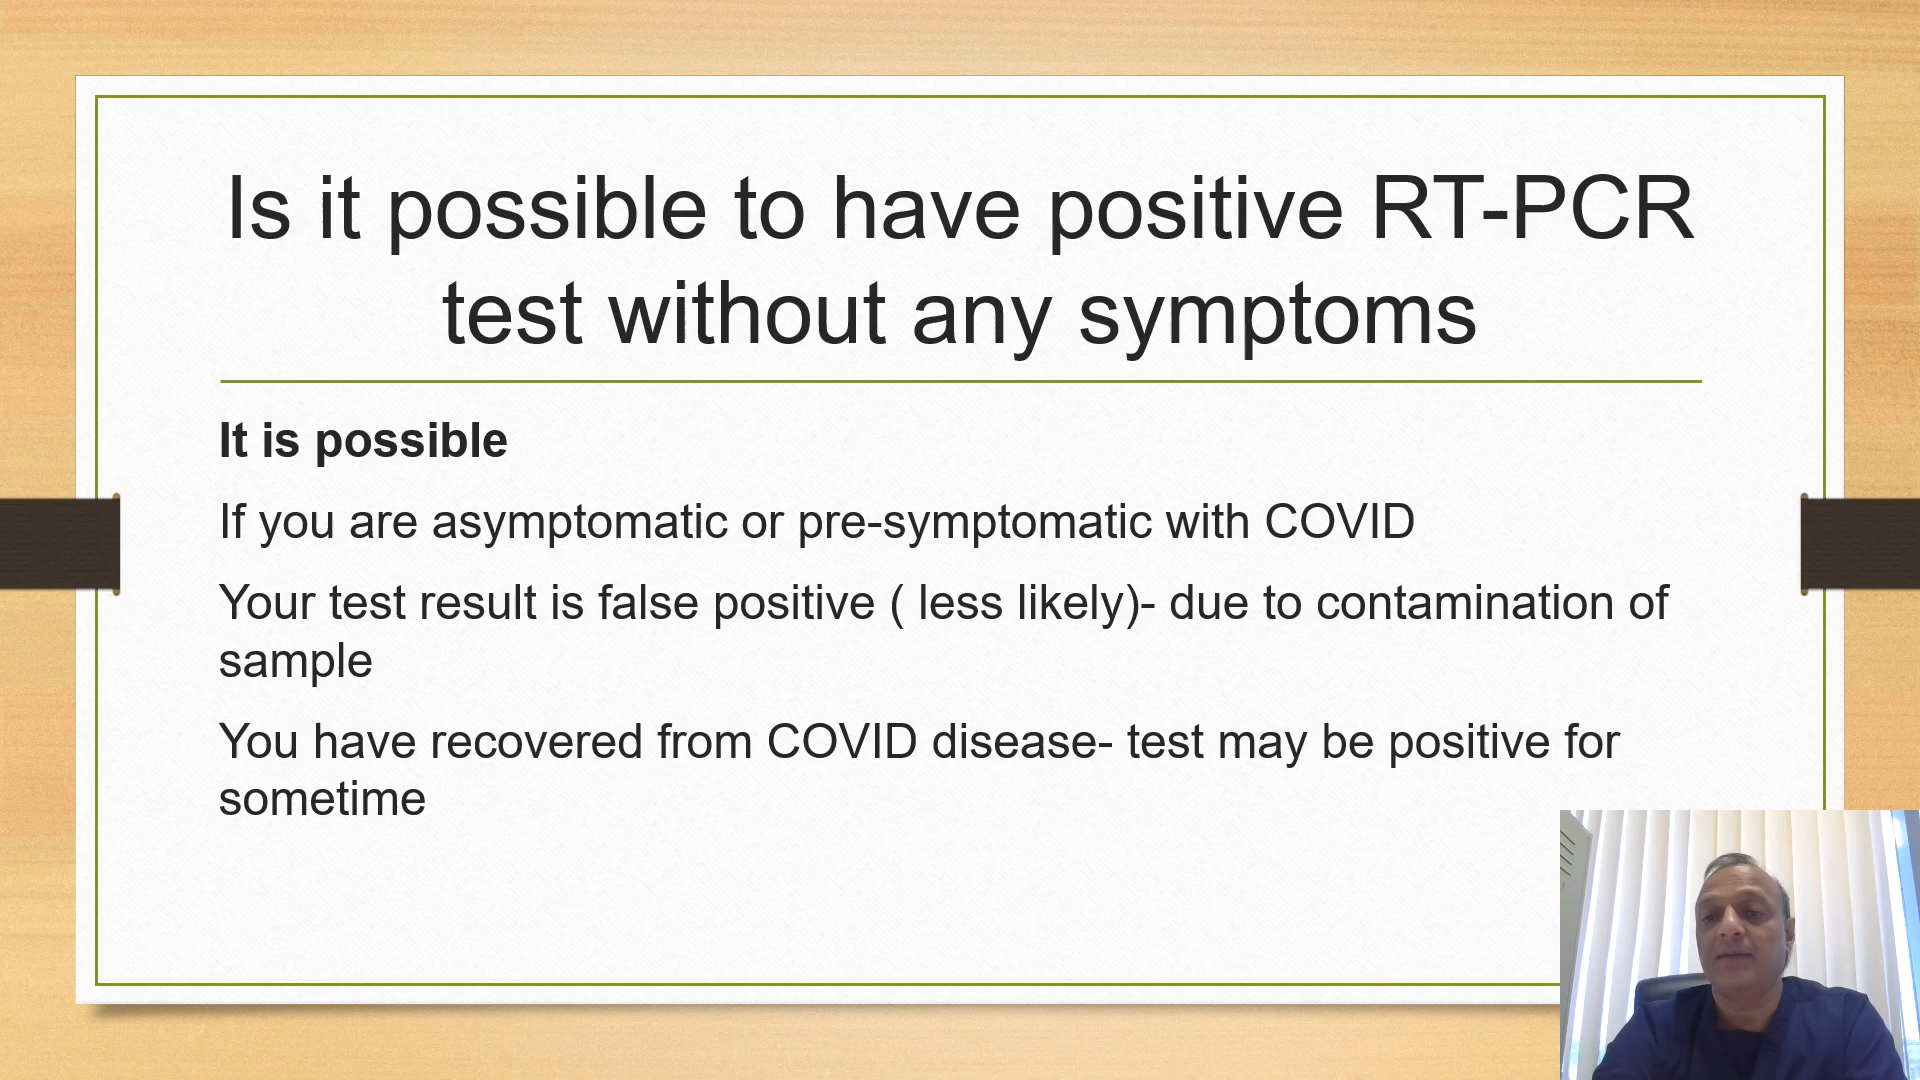 Is it possible to have positive RT-PCR
test without any symptoms
It is possible
If you are asymptomatic or pre-symptomatic with COVID
Your test result is false positive ( less likely)- due to contamination of
sample
You have recovered from COVID disease- test may be positive for
sometime